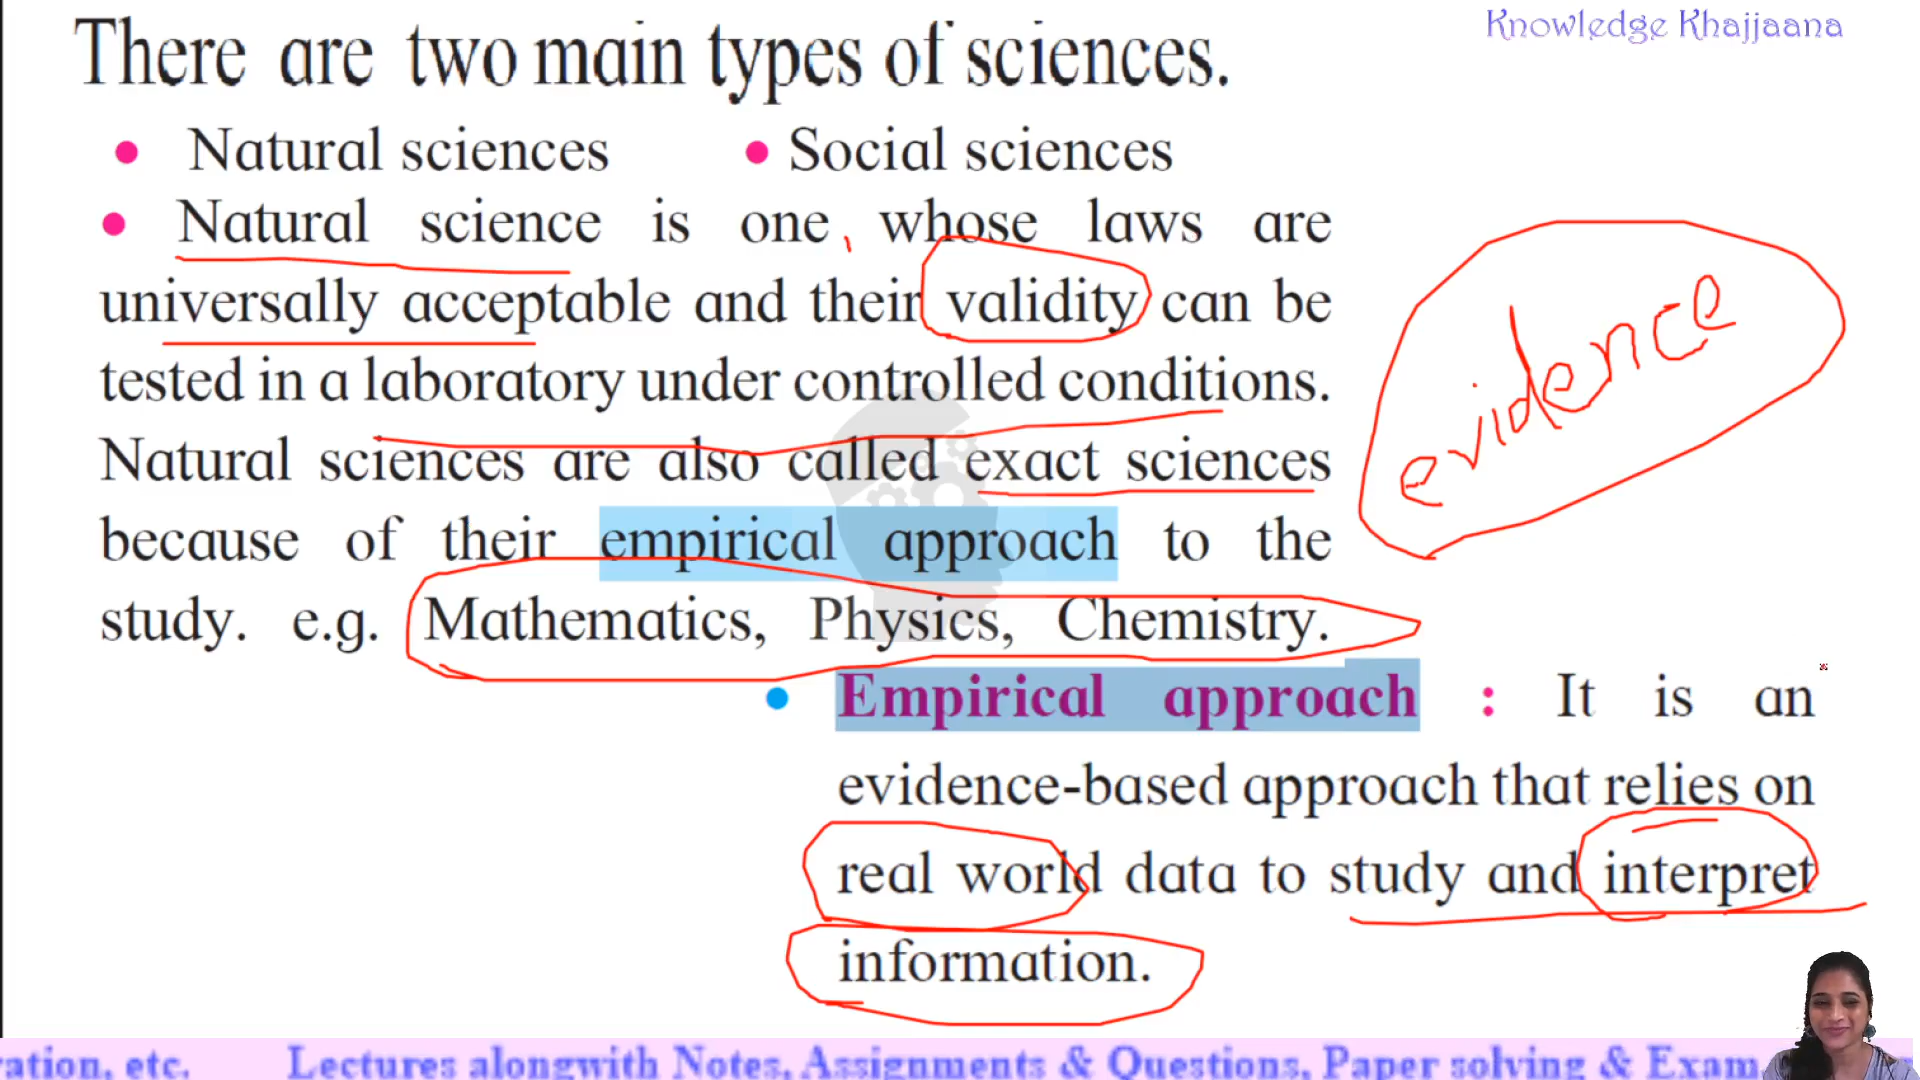 Knowledge Khajjaana
There are two main types of sciences.
Natural sciences
Social sciences
Natural science is one whose laws are
universally acceptable and their validity can be
tested in a laboratory under controlled conditions.
Natural sciences are also called exact sciences
because of their empirical approach to the
study. e.g. Mathematics, Physics, Chemistry.
evidence
Empirical approach : It is an
evidence-based approach that relies on
real world data to study and interpret
information.
etc. Lectures alongwith Notes, Assignments & Questions, Paper solving & Exam